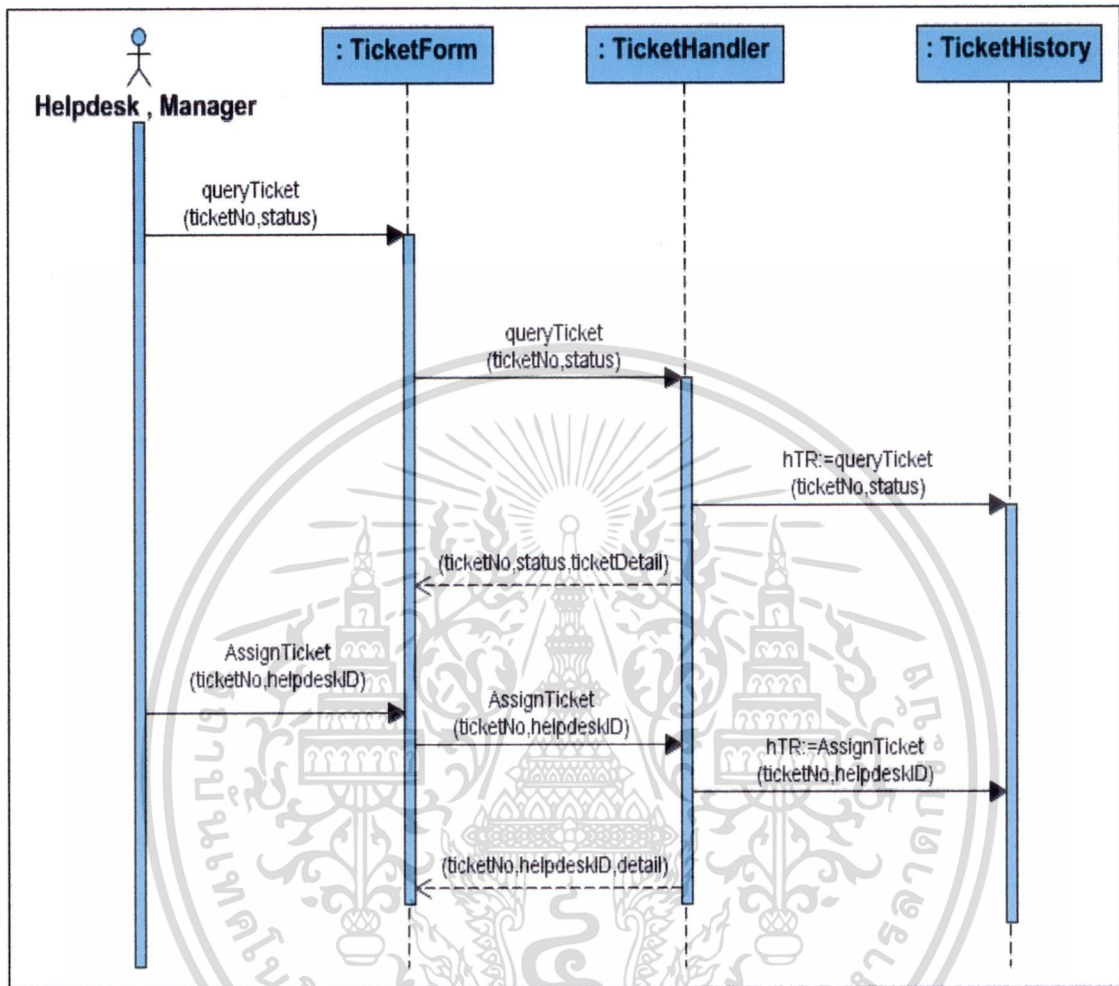 : TicketForm
: TicketHandler
: TicketHistory
Helpdesk , Manager
queryTicket
(ticketNo,status)
queryTicket
(ticketNo,status)
hTR:=queryTicket
(ticketNo,status)
(ticketNo,status,ticketDetail)
AssignTicket
(ticketNo,helpdeskID)
AssignTicket
(ticketNo,helpdeskID)
hTR:=AssignTicket
(ticketNo,helpdeskID)
(ticketNo,helpdeskID,detail)